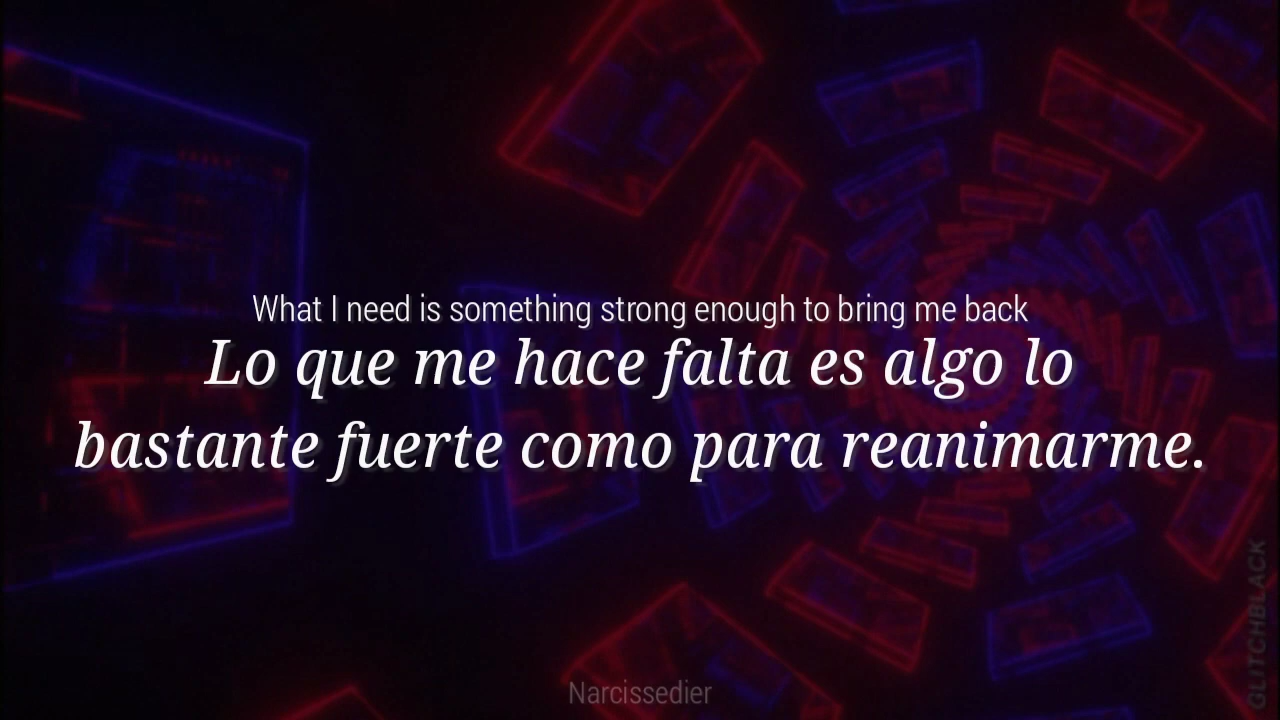 What I need is something strong enough to bring me back
Lo que me hace falta es algo lo
bastante fuerte como para reanimarme.
Narcissedier
GLITCHBLACK